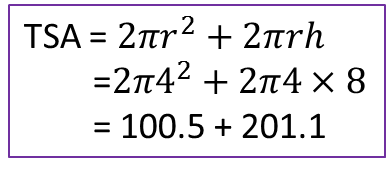 TSA = 2πr² + 2πrh
=2π4² + 2π4 × 8
= 100.5 + 201.1